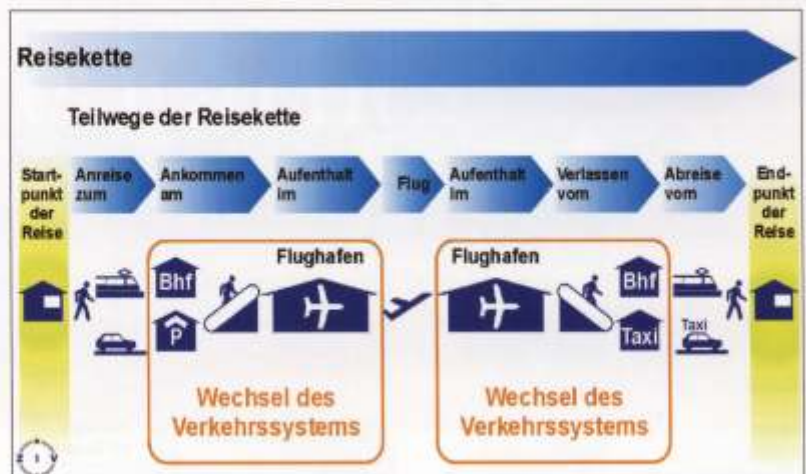 Reisekette
Teilwege der Reisekette
Start-
punkt
der
Reise
Anreise
zum
Ankommen
am
Aufenthalt
im
Flug
Aufenthalt
im
Verlassen
vom
Abreise
vom
End-
punkt
der
Reise
Flughafen
Flughafen
Bhf
P
Bhf
Taxi
Taxi
Wechsel des
Verkehrssystems
Wechsel des
Verkehrssystems
Z I V